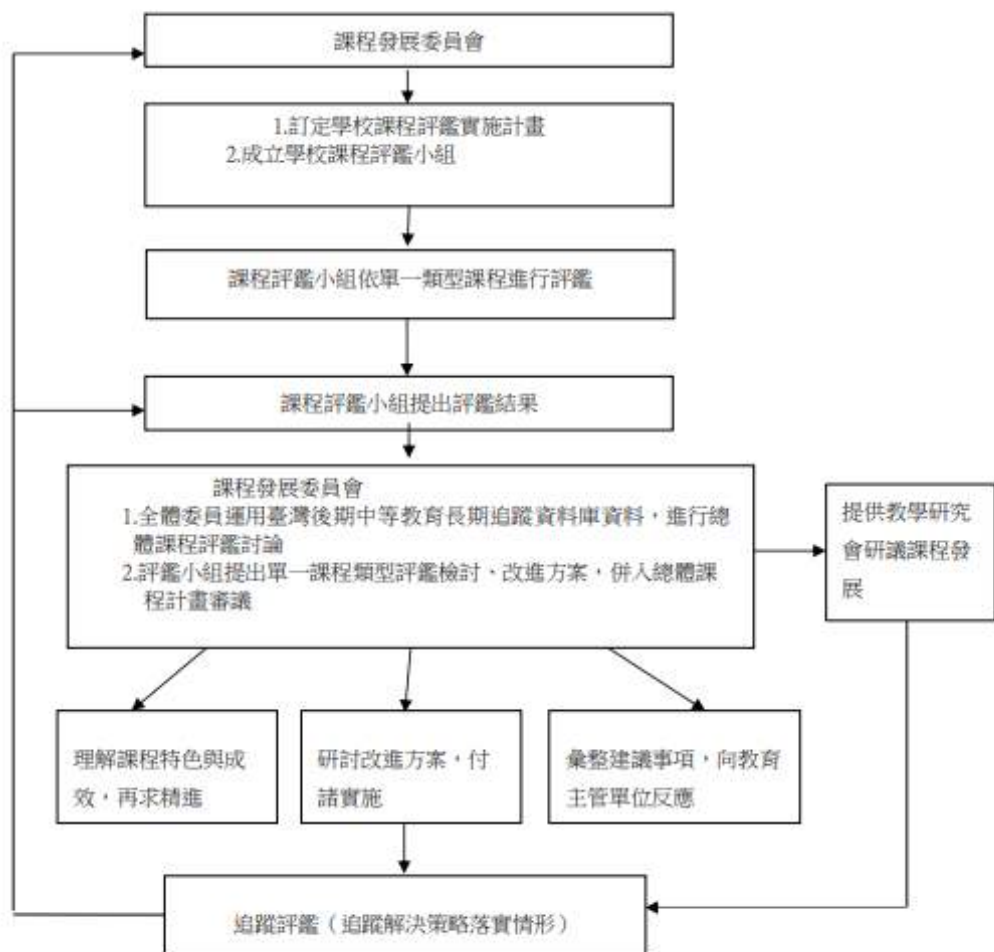 課程發展委員會
1.訂定學校課程評鑑實施計畫
2.成立學校課程評鑑小組
課程評鑑小組依單一類型課程進行評鑑
課程評鑑小組提出評鑑結果
課程發展委員會
1.全體委員運用臺灣後期中等教育長期追蹤資料庫資料，進行總
體課程評鑑討論
2.評鑑小組提出單一課程類型評鑑檢討、改進方案，併入總體課
程計畫審議
提供教學研究
會研議課程發
展
理解課程特色與成
效，再求精進
研討改進方案，付
諸實施
彙整建議事項，向教育
主管單位反應
追蹤評鑑（追蹤解決策略落實情形）